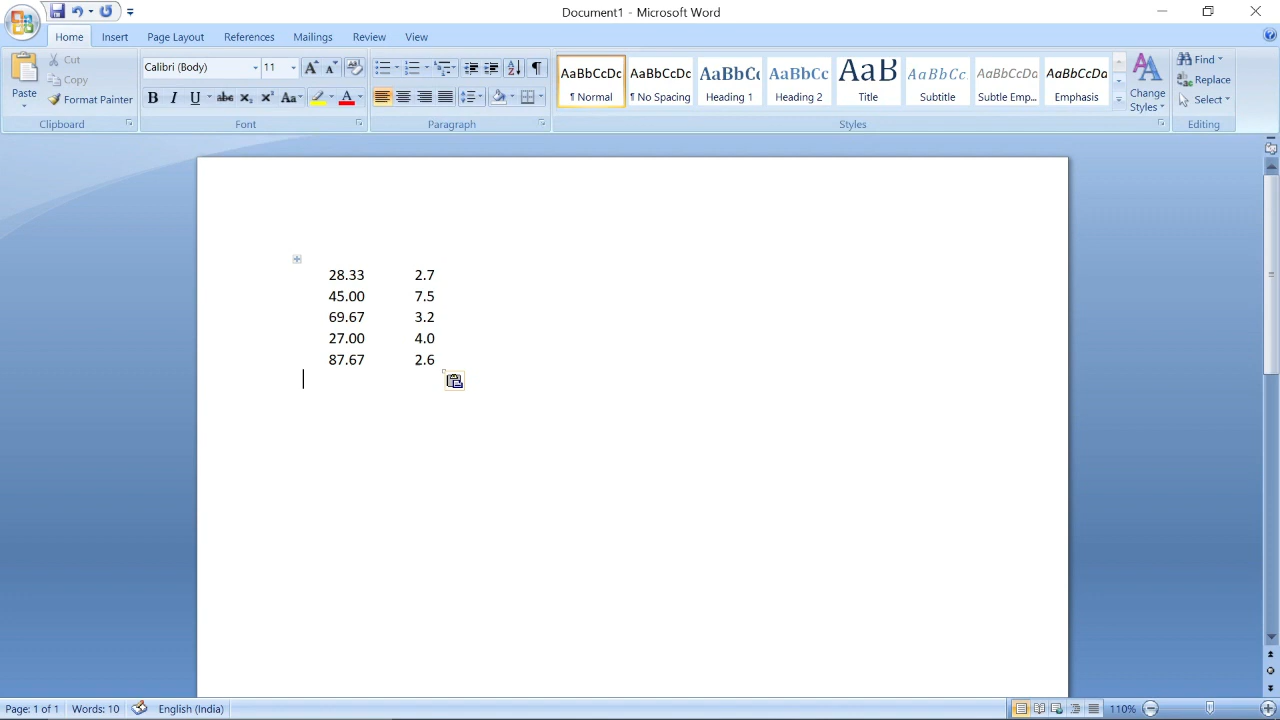 Document1 - Microsoft Word
Home Insert Page Layout References Mailings Review View
Paste
Cut
Copy
Format Painter
Clipboard
Calibri (Body) 11
Font
Paragraph
AaBbCcDc AaBbCcDc AaBbCc AaBbCc AaB AaBbCc. AaBbCcDa AaBbCcDa
¶ Normal ¶ No Spacing Heading 1 Heading 2 Title Subtitle Subtle Emp... Emphasis
Change
Styles
Styles
Find
Replace
Select
Editing
28.33 2.7
45.00 7.5
69.67 3.2
27.00 4.0
87.67 2.6
Page: 1 of 1 Words: 10 English (India) 110%